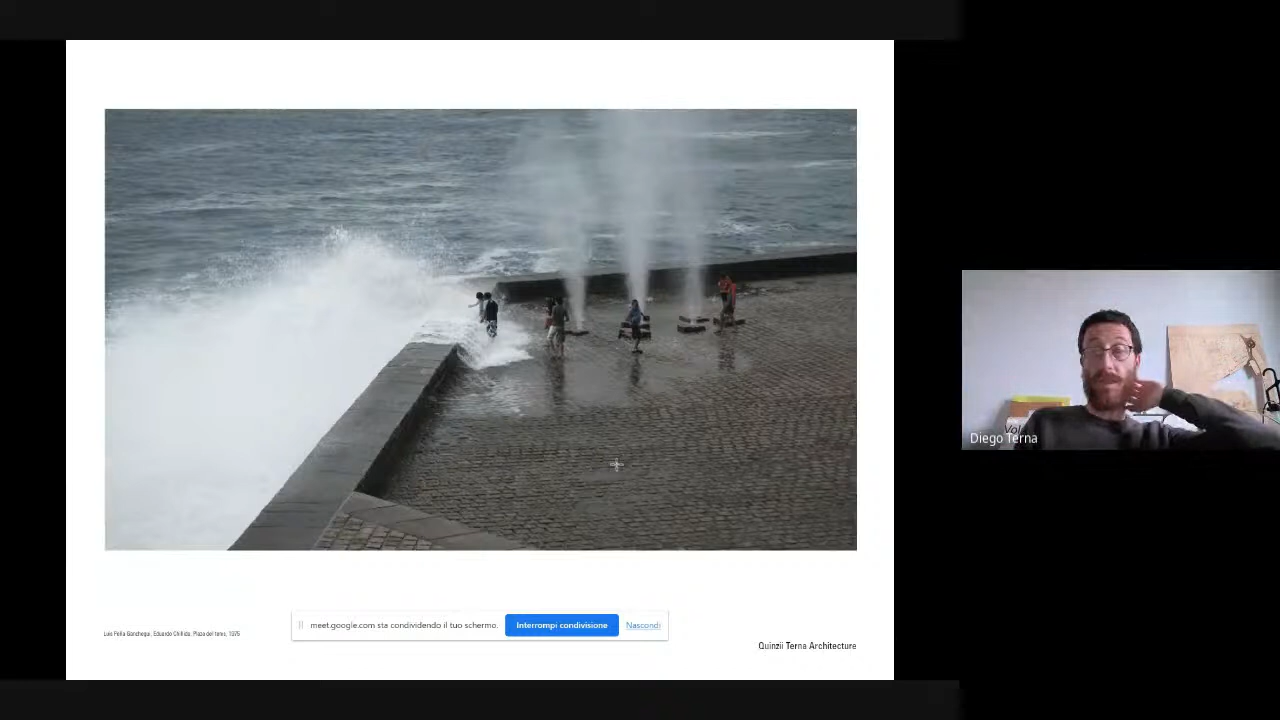 Diego Terna
meet.google.com sta condividendo il tuo schermo. Interrompi condivisione Nascondi
Luis Peña Ganchegui, Eduardo Chillida, Plaza del tenis, 1975
Quinzii Terna Architecture